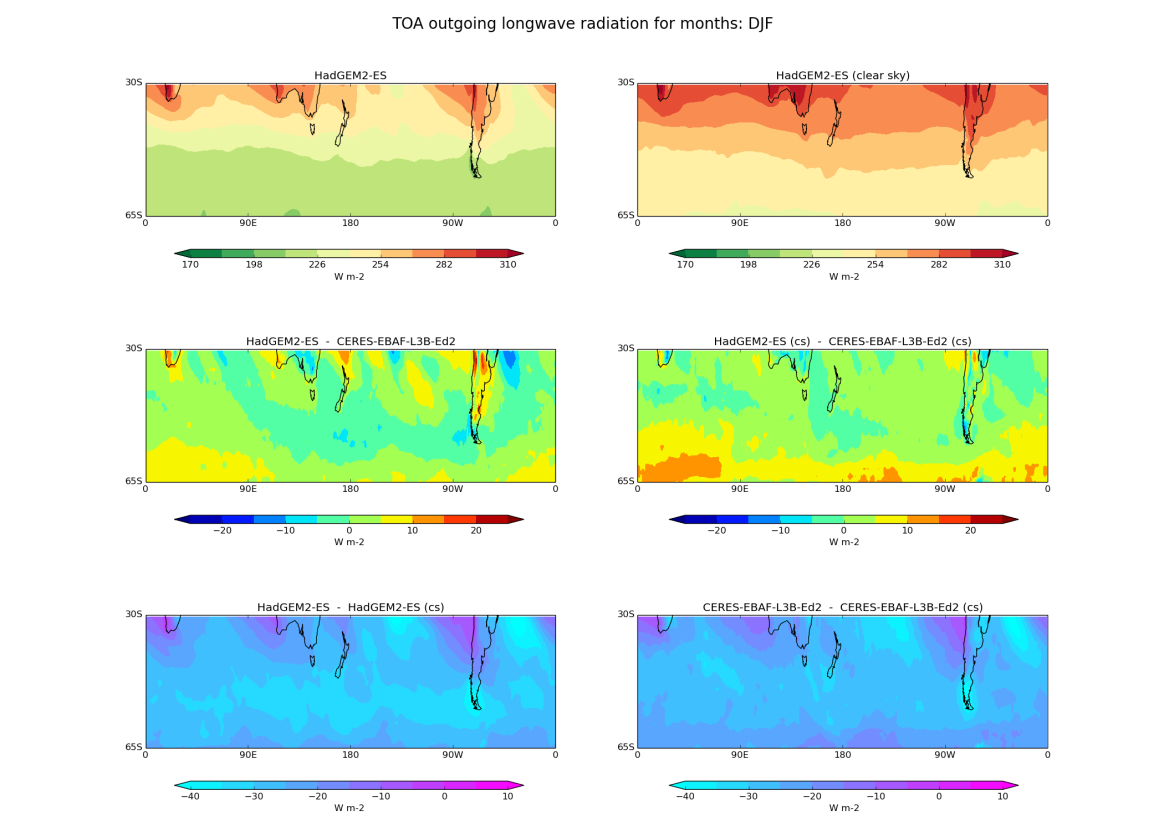 TOA outgoing longwave radiation for months: DJF
HadGEM2-ES
30S
65S
0 90E 180 90W 0
170 198 226 254 282 310
W m-2
HadGEM2-ES (clear sky)
30S
65S
0 90E 180 90W 0
170 198 226 254 282 310
W m-2
HadGEM2-ES - CERES-EBAF-L3B-Ed2
30S
65S
0 90E 180 90W 0
−20 −10 0 10 20
W m-2
HadGEM2-ES (cs) - CERES-EBAF-L3B-Ed2 (cs)
30S
65S
0 90E 180 90W 0
−20 −10 0 10 20
W m-2
HadGEM2-ES - HadGEM2-ES (cs)
30S
65S
0 90E 180 90W 0
−40 −30 −20 −10 0 10
W m-2
CERES-EBAF-L3B-Ed2 - CERES-EBAF-L3B-Ed2 (cs)
30S
65S
0 90E 180 90W 0
−40 −30 −20 −10 0 10
W m-2